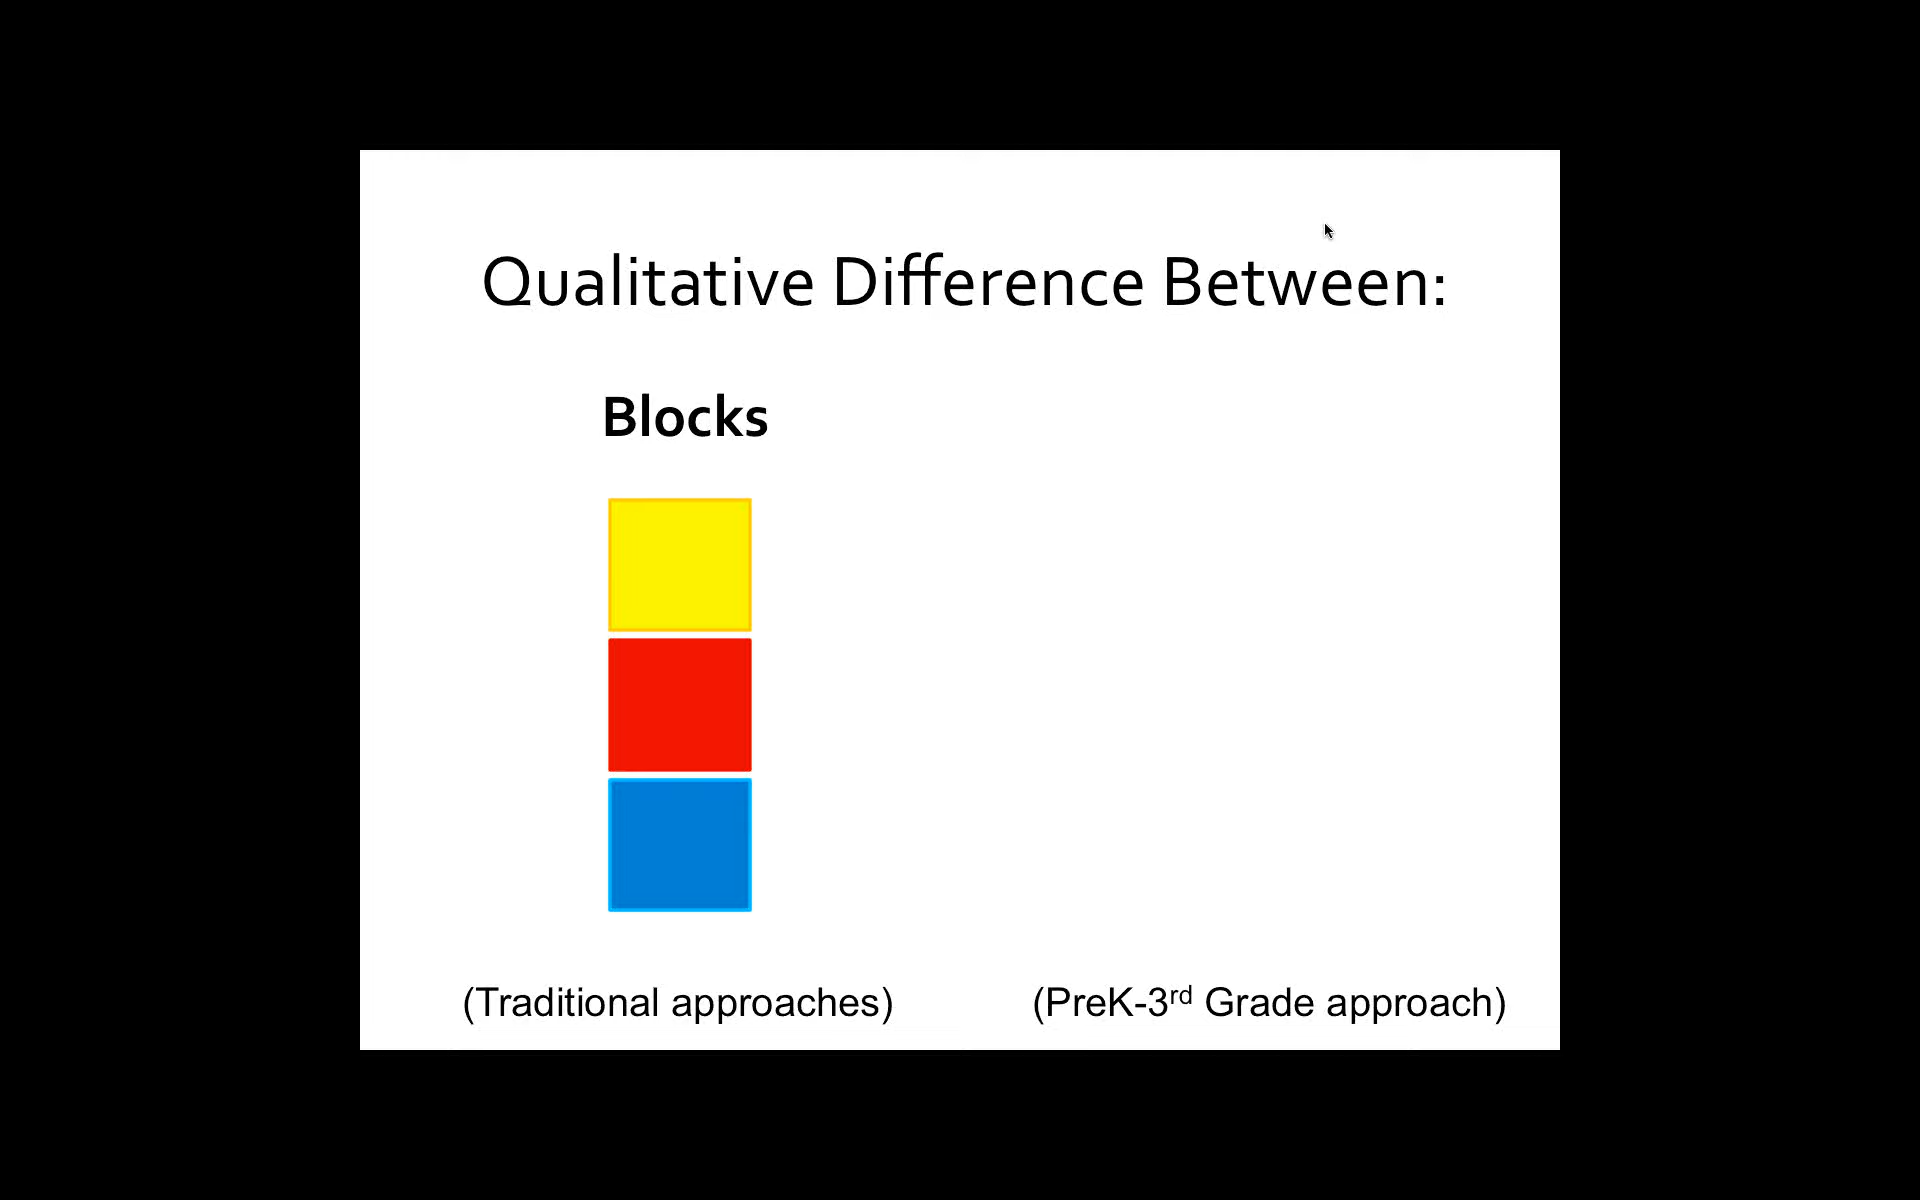 Qualitative Difference Between:
Blocks
(Traditional approaches)
(PreK-3rd Grade approach)